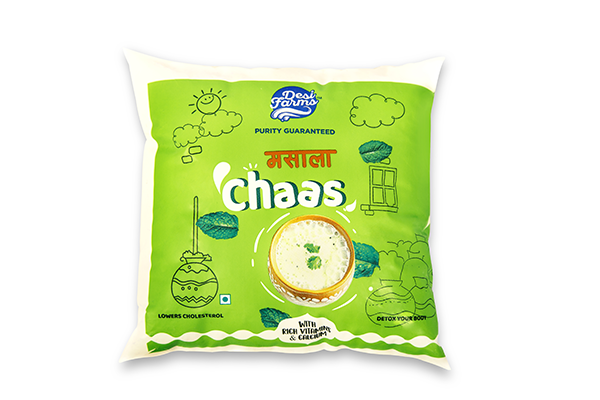 Desi
Farms
PURITY GUARANTEED
मसाला
chaas
LOWERS CHOLESTEROL
DETOX YOUR BODY
WITH
RICH VITAMINS
& CALCIUM